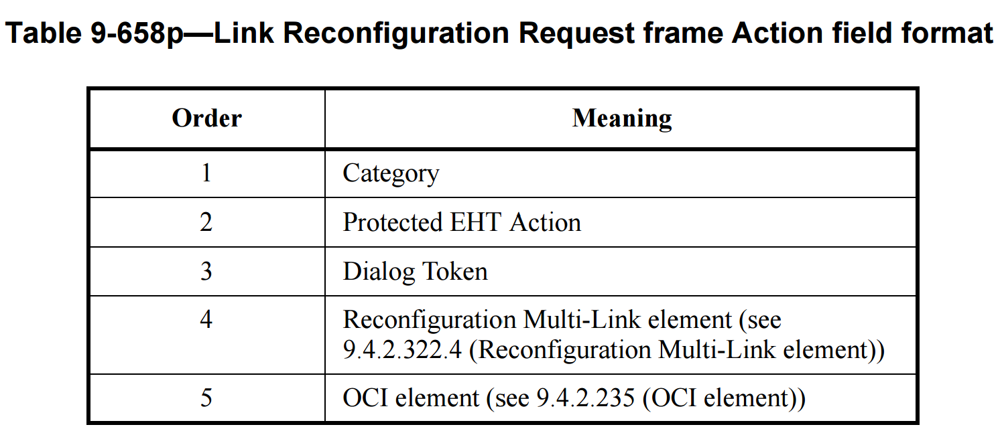 Table 9-658p—Link Reconfiguration Request frame Action field format
Order Meaning
1 Category
2 Protected EHT Action
3 Dialog Token
4 Reconfiguration Multi-Link element (see
9.4.2.322.4 (Reconfiguration Multi-Link element))
5 OCI element (see 9.4.2.235 (OCI element))